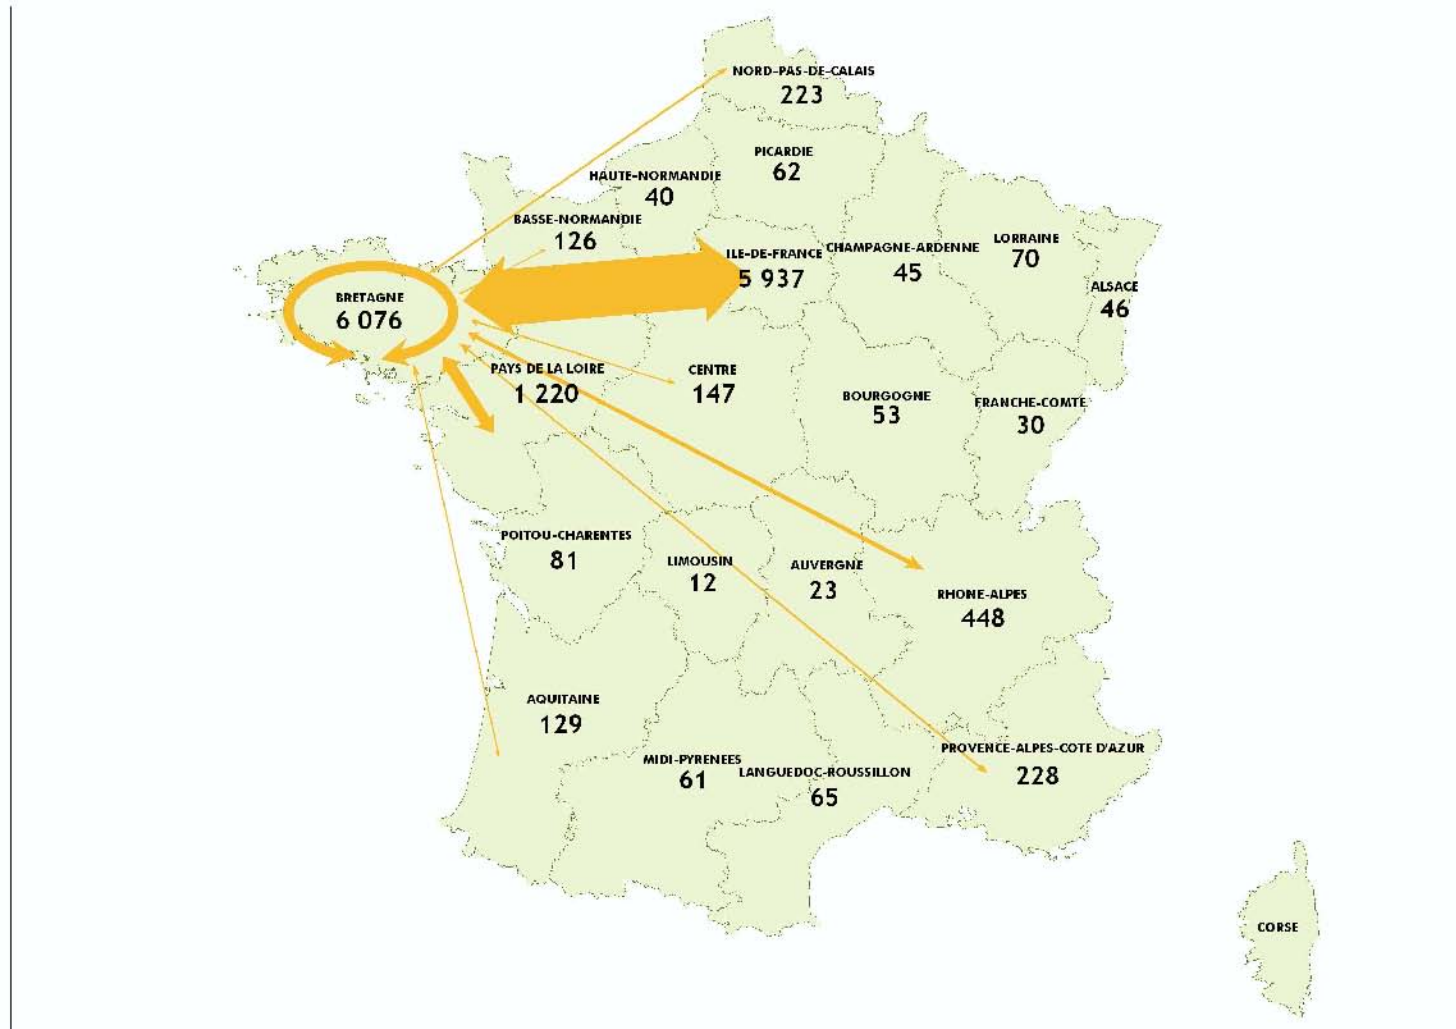 NORD-PAS-DE-CALAIS
223
PICARDIE
62
HAUTE-NORMANDIE
40
BASSE-NORMANDIE
126
ILE-DE-FRANCE
5 937
CHAMPAGNE-ARDENNE
45
LORRAINE
70
ALSACE
46
BRETAGNE
6 076
PAYS DE LA LOIRE
1 220
CENTRE
147
BOURGOGNE
53
FRANCHE-COMTE
30
POITOU-CHARENTES
81
LIMOUSIN
12
AUVERGNE
23
RHONE-ALPES
448
AQUITAINE
129
MIDI-PYRENEES
61
LANGUEDOC-ROUSSILLON
65
PROVENCE-ALPES-COTE D'AZUR
228
CORSE